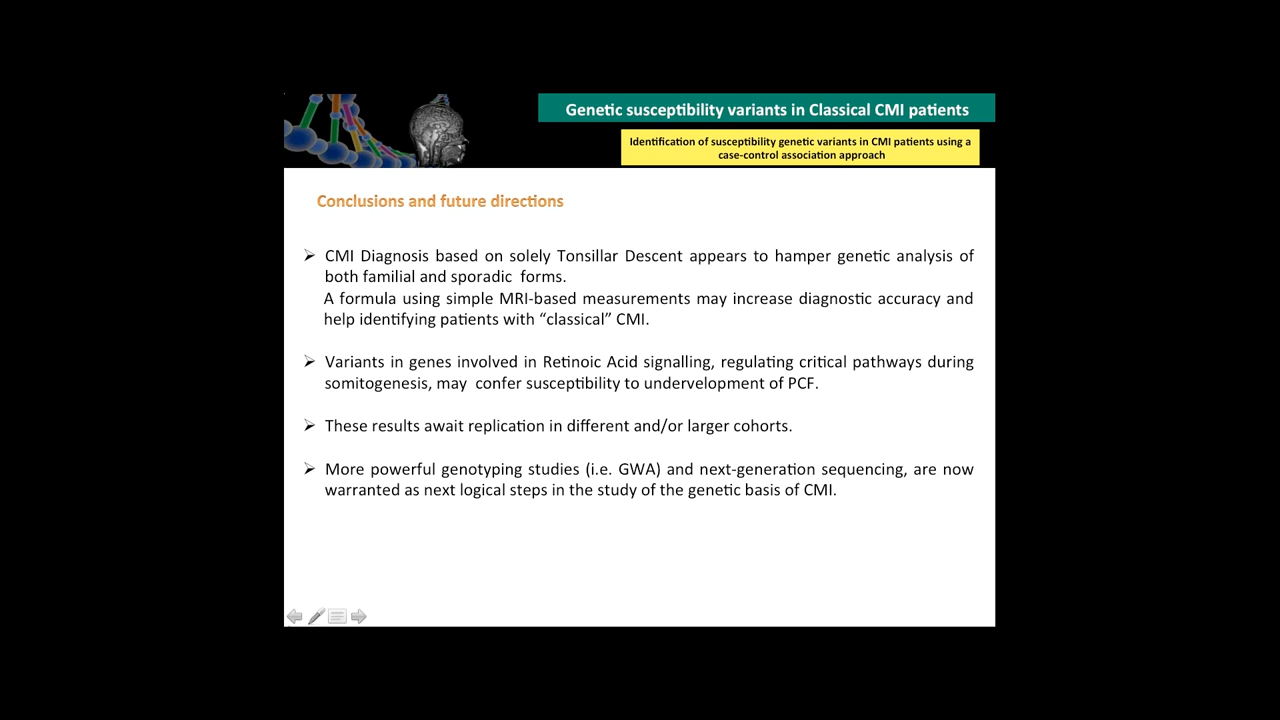 Genetic susceptibility variants in Classical CMI patients
Identification of susceptibility genetic variants in CMI patients using a
case-control association approach
Conclusions and future directions
➢ CMI Diagnosis based on solely Tonsillar Descent appears to hamper genetic analysis of
both familial and sporadic forms.
A formula using simple MRI-based measurements may increase diagnostic accuracy and
help identifying patients with “classical” CMI.
➢ Variants in genes involved in Retinoic Acid signalling, regulating critical pathways during
somitogenesis, may confer susceptibility to undervelopment of PCF.
➢ These results await replication in different and/or larger cohorts.
➢ More powerful genotyping studies (i.e. GWA) and next-generation sequencing, are now
warranted as next logical steps in the study of the genetic basis of CMI.